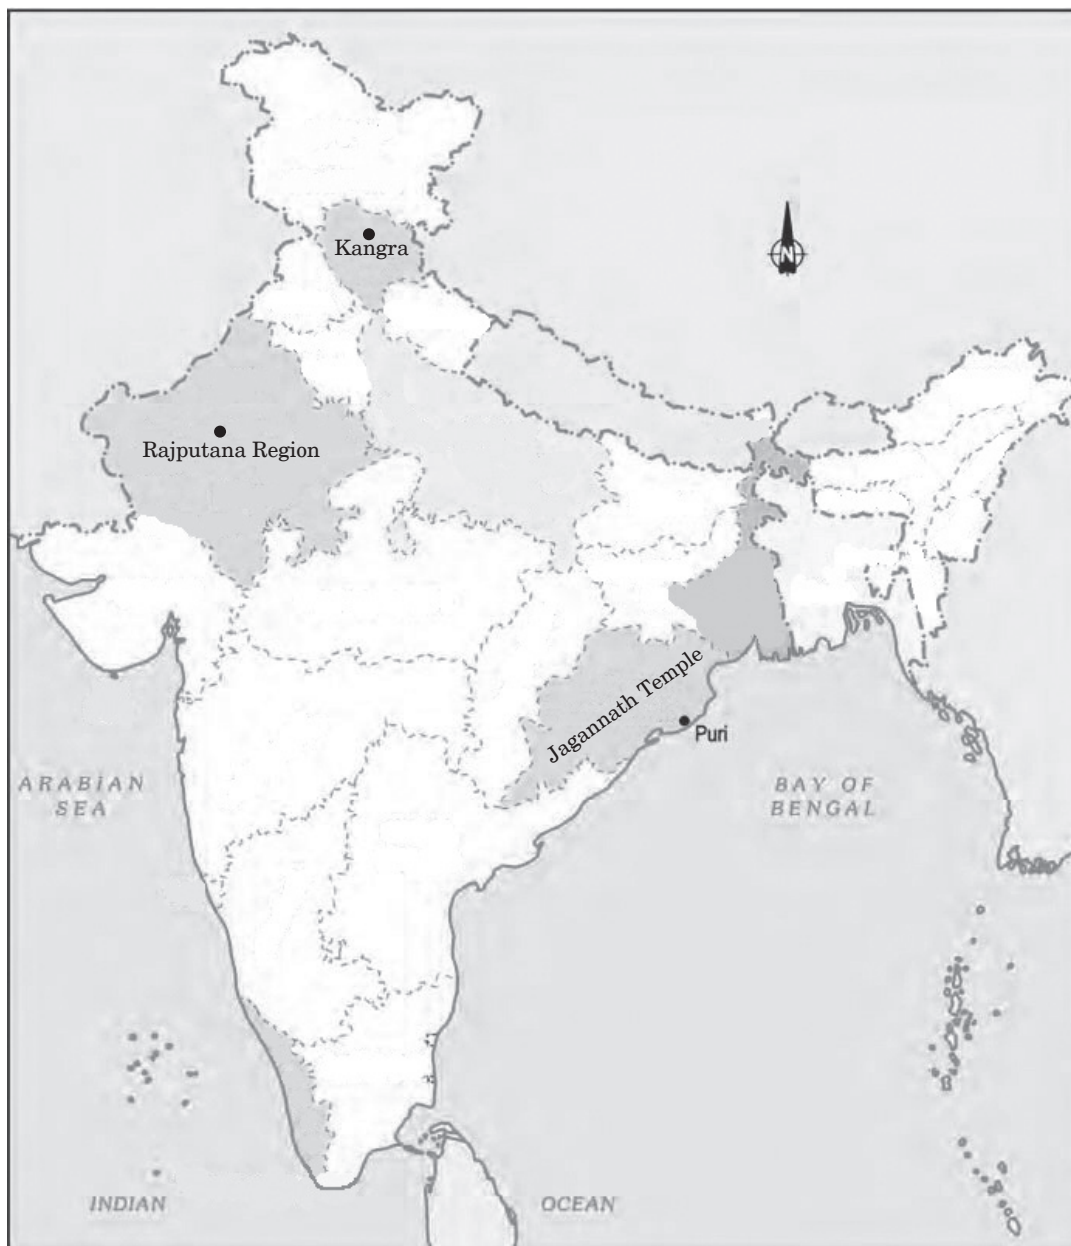 N
Kangra
Rajputana Region
Jagannath Temple
Puri
ARABIAN
SEA
BAY OF
BENGAL
INDIAN
OCEAN